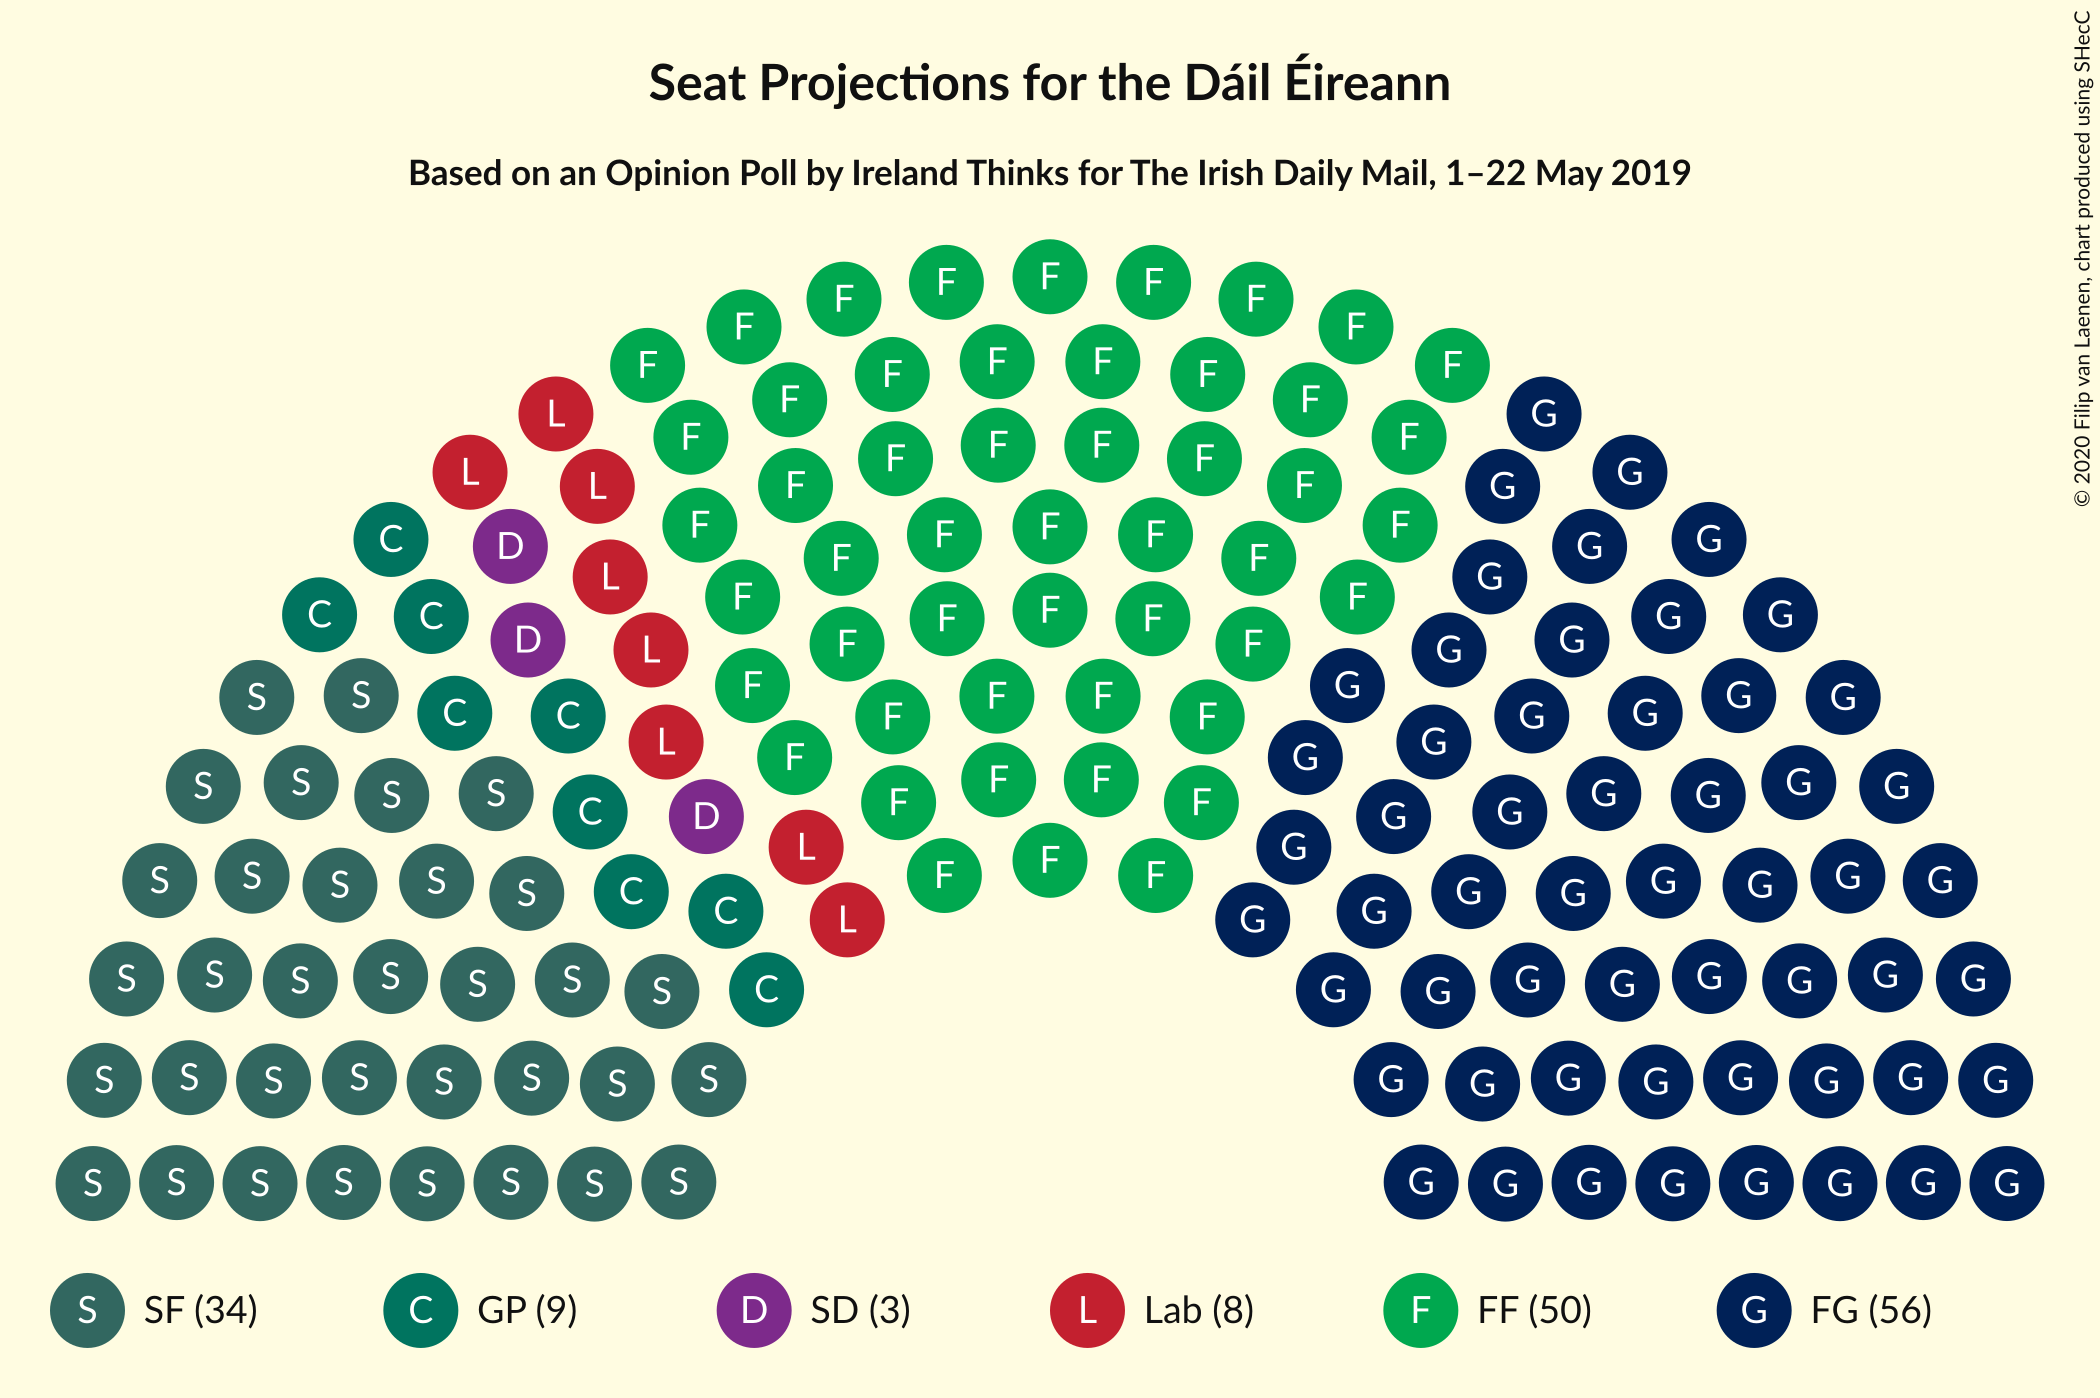 Seat Projections for the Dáil Éireann
Based on an Opinion Poll by Ireland Thinks for The Irish Daily Mail, 1–22 May 2019
© 2020 Filip van Laenen, chart produced using SHecC
F F F F F
F F F F
F F F F F F
L F F F F G
F F F F
L L F F G G
F F F F F
C D L F F F F G G G
C C D L F F F F F G G G G
S S C C L F F F F F G G G G G G
S S S S C D F F F F F G G G G G G G
S S S S S C C L L F F F G G G G G G G G G
S S S S S S S C G G G G G G G G
S S S S S S S S G G G G G G G G
S S S S S S S S G G G G G G G G
S SF (34) C GP (9) D SD (3) L Lab (8) F FF (50) G FG (56)